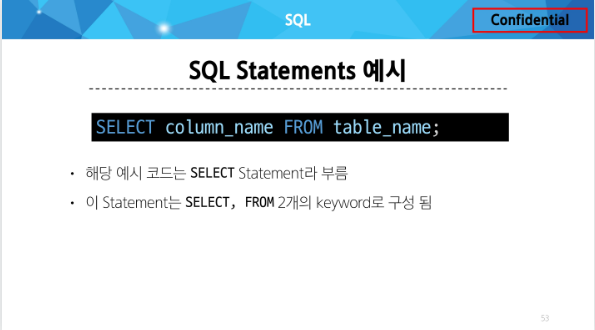 SQL
Confidential
SQL Statements 예시
SELECT column_name FROM table_name;
• 해당 예시 코드는 SELECT Statement라 부름
• 이 Statement는 SELECT, FROM 2개의 keyword로 구성 됨
53